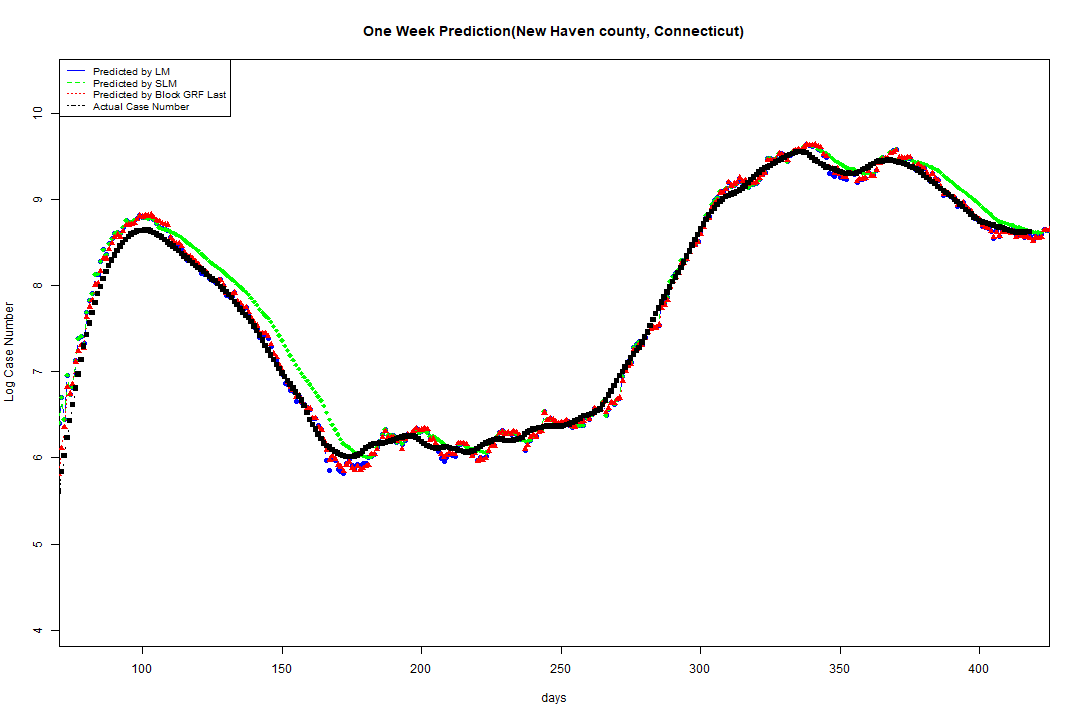 One Week Prediction(New Haven county, Connecticut)
Predicted by LM
Predicted by SLM
Predicted by Block GRF Last
Actual Case Number
10
9
8
7
6
5
4
Log Case Number
100 150 200 250 300 350 400
days